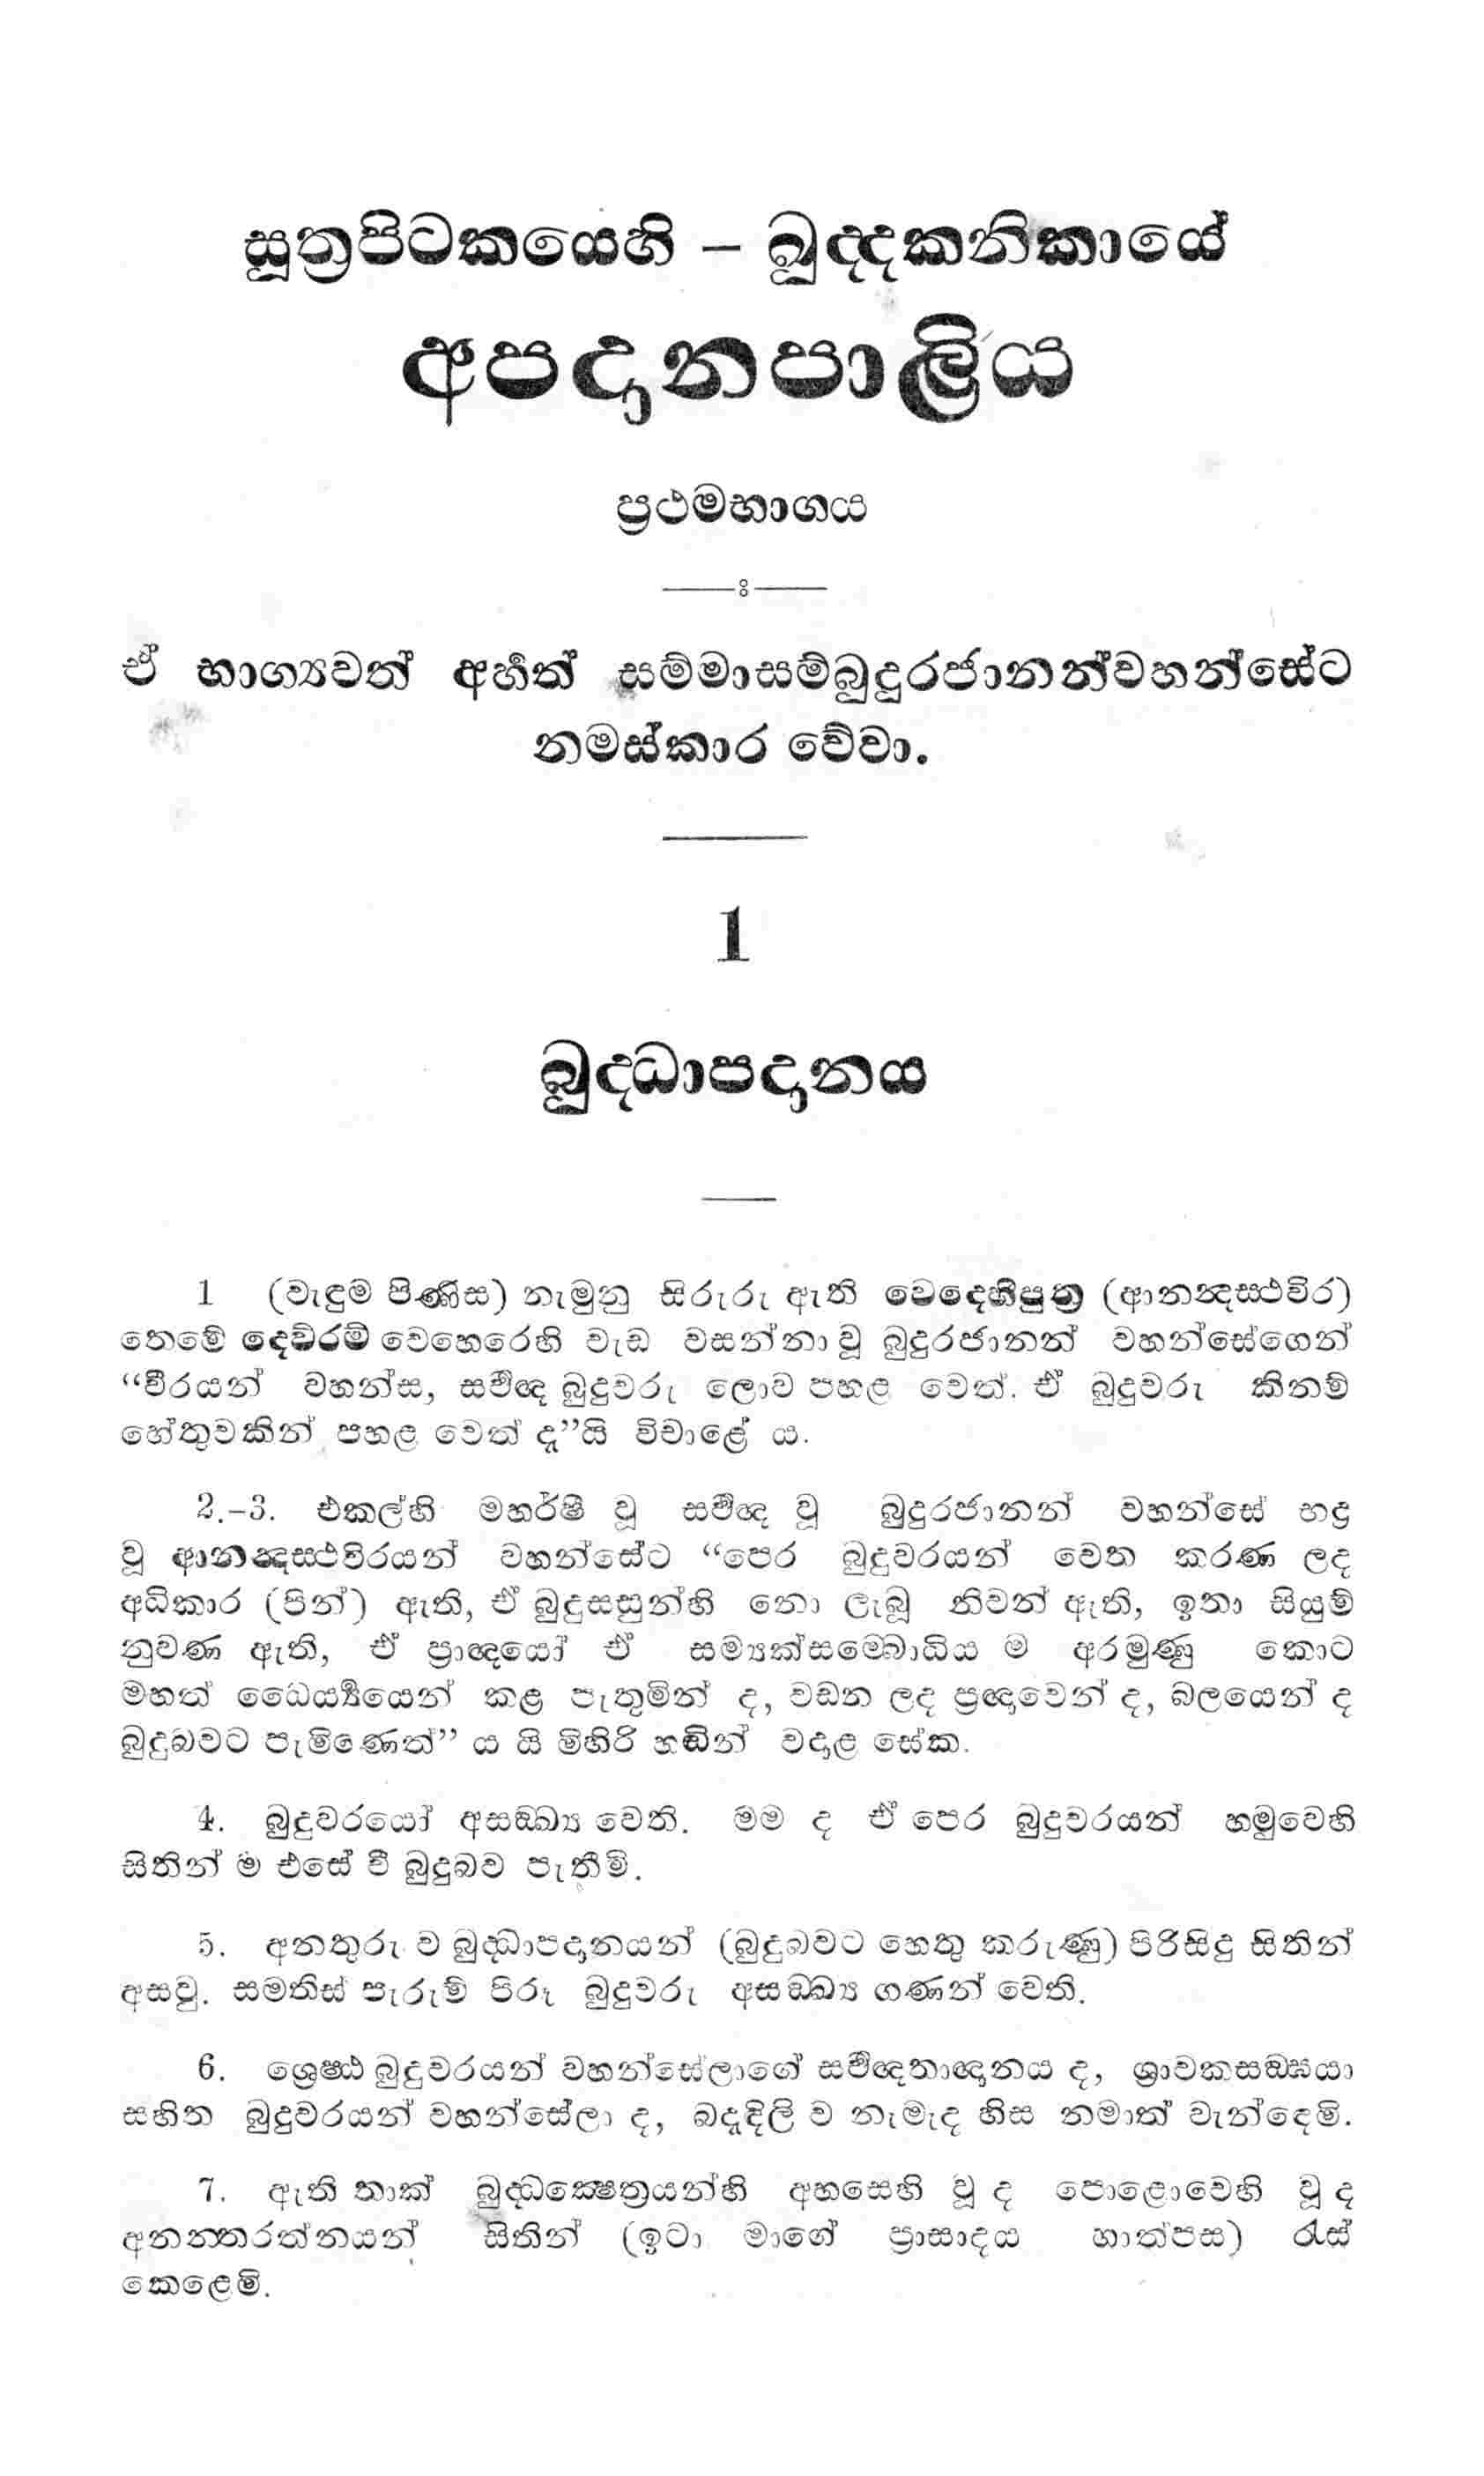 සූත්‍රපිටකයෙහි – ඛුද්දකනිකායේ
අපදානපාලිය
ප්‍රථමභාගය
ඒ භාග්‍යවත් අර්හත් සම්මාසම්බුදුරජානන්වහන්සේට
නමස්කාර වේවා.
1
බුද්ධාපදානය
1 (වැඳුම පිණිස) නැමුනු සිරුරු ඇති වෙදෙහීපුත්‍ර (ආනන්දස්ථවිර)
තෙමේ දෙව්රම් වෙහෙරෙහි වැඩ වසන්නා වූ බුදුරජානන් වහන්සේගෙන්
“වීරයන් වහන්ස, සර්වඥ බුදුවරු ලොව පහළ වෙත්. ඒ බුදුවරු කිනම්
හේතුවකින් පහළ වෙත් දැ”යි විචාළේ ය.
2.–3. එකල්හි මහර්ෂි වූ සර්වඥ වූ බුදුරජානන් වහන්සේ භද්‍ර
වූ ආනන්දස්ථවිරයන් වහන්සේට “පෙර බුදුවරයන් වෙත කරණ ලද
අධිකාර (පින්) ඇති, ඒ බුදුසසුන්හි නො ලැබූ නිවන් ඇති, ඉතා සියුම්
නුවණ ඇති, ඒ ප්‍රාඥයෝ ඒ සම්‍යක්සම්බොධිය ම අරමුණු කොට
මහත් ධෛර්‍ය්‍යයෙන් කළ පැතුමින් ද, වඩන ලද ප්‍රඥාවෙන් ද, බලයෙන් ද
බුදුබවට පැමිණෙත්” ය යි මිහිරි හඬින් වදාළ සේක.
4. බුදුවරයෝ අසඞ්ඛ්‍ය වෙති. මම ද ඒ පෙර බුදුවරයන් හමුවෙහි
සිතින් ම එසේ වී බුදුබව පැතීමි.
5. අනතුරු ව බුද්ධාපදානයන් (බුදුබවට හෙතු කරුණු) පිරිසිදු සිතින්
අසවු. සමතිස් පැරුම් පිරූ බුදුවරු අසඞ්ඛ්‍ය ගණන් වෙති.
6. ශ්‍රෙෂ්ඨ බුදුවරයන් වහන්සේලාගේ සර්වඥතාඥානය ද, ශ්‍රාවකසඞ්ඝයා
සහිත බුදුවරයන් වහන්සේලා ද, බදැඳිලි ව නැමැද හිස නමාත් වැන්දෙමි.
7. ඇති තාක් බුද්ධක්‍ෂෙත්‍රයන්හි අහසෙහි වූ ද පොළොවෙහි වූ ද
අනන්තරත්නයන් සිතින් (ඉටා මාගේ ප්‍රාසාදය හාත්පස) රැස්
කෙළෙමි.